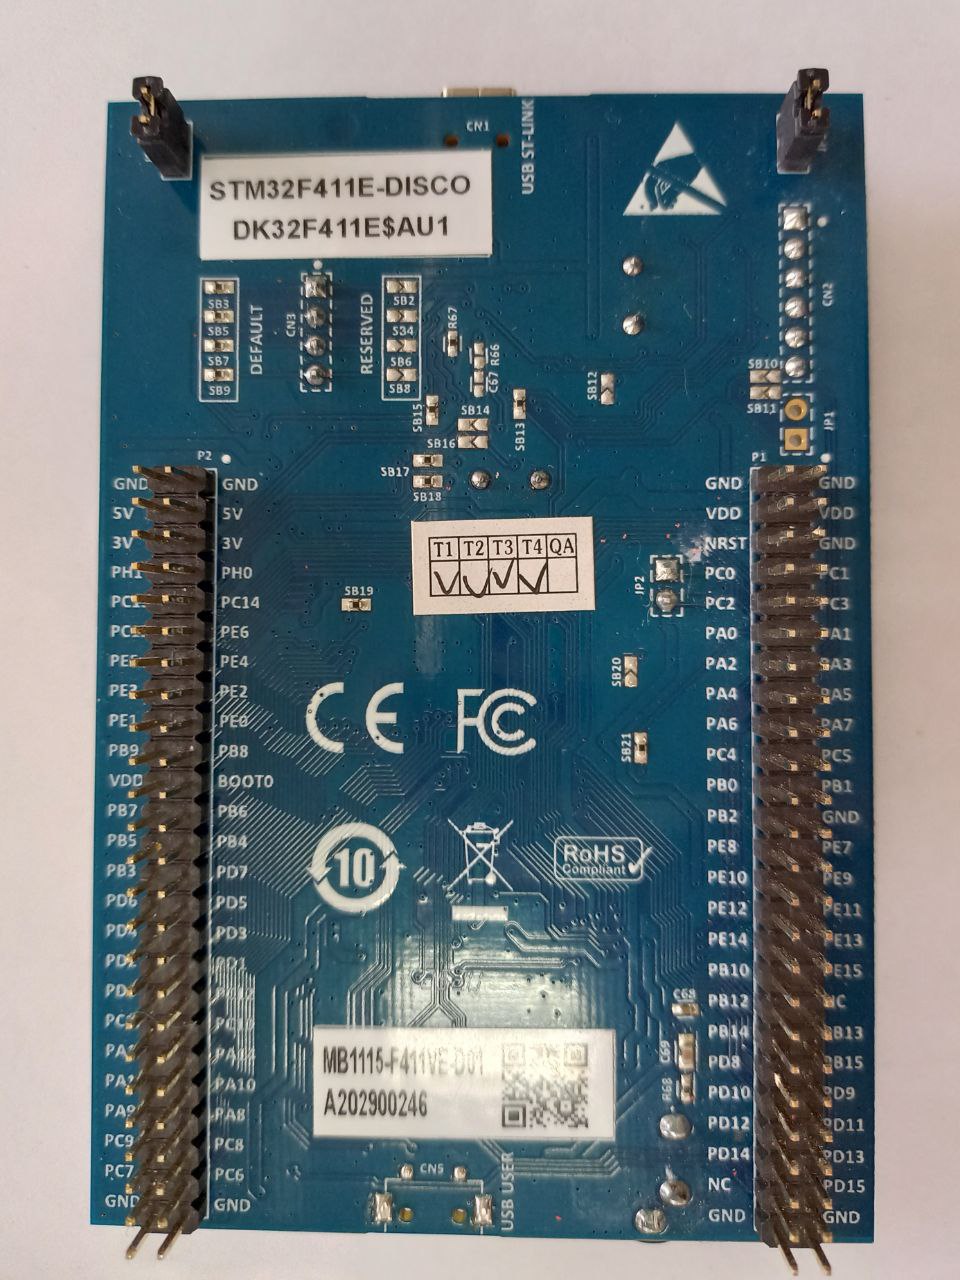 CN1
USB ST-LINK
STM32F411E-DISCO
DK32F411E$AU1
SB3
SB5
SB7
SB9
DEFAULT
CN3
RESERVED
SB2
S34
SB6
SB8
R67
R66
C67
SB12
CN2
SB10
SB11
JP1
SB15
SB14
SB16
SB13
SB17
SB18
P2
P1
GND GND GND GND
5V 5V VDD VDD
3V 3V NRST GND
PH1 PH0 PC0 PC1
PC14 PC2 PC3
PE6 PA0 PA1
PE5 PE4 PA2 PA3
PE3 PE2 PA4 PA5
PE1 PE0 PA6 PA7
PB9 PB8 PC4 PC5
VDD BOOT0 PB0 PB1
PB7 PB6 PB2 GND
PB5 PB4 PE8 PE7
PB3 PD7 PE10 PE9
PD6 PD5 PE12 PE11
PD3 PE14 PE13
PD1 PB10 PE15
PB12 NC
PB14 PB13
PD8 PB15
PA10 PD10 PD9
PA9 PA8 PD12 PD11
PC9 PC8 PD14 PD13
PC7 PC6 NC PD15
GND GND GND GND
T1 T2 T3 T4 QA
JP2
SB19
SB20
SB21
CE FC
10
RoHS
Compliant
C68
C69
R68
MB1115-F411VE-D01
A202900246
CN5
USB USER